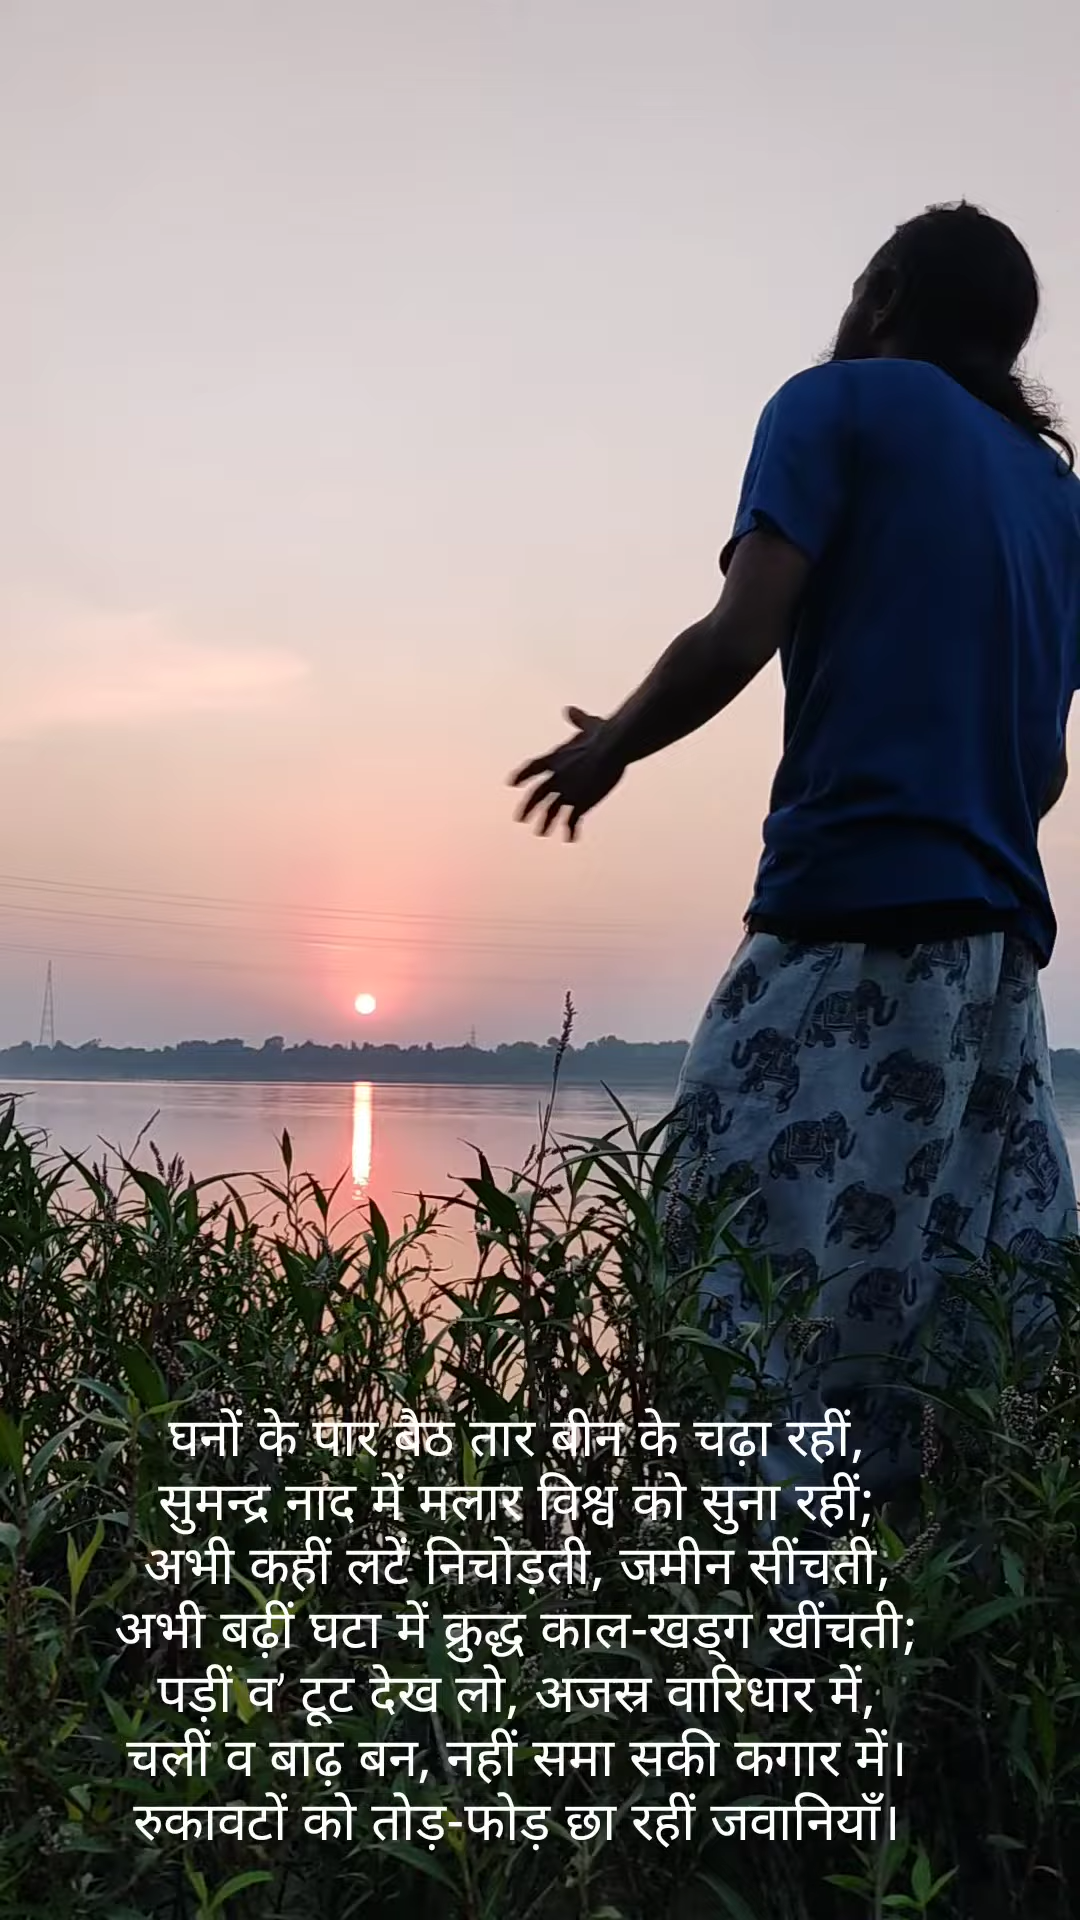 घनों के पार बैठ तार बीन के चढ़ा रहीं,
सुमन्द्र नाद में मलार विश्व को सुना रहीं;
अभी कहीं लटें निचोड़ती, जमीन सींचती,
अभी बढ़ीं घटा में क्रुद्ध काल-खड्ग खींचती;
पड़ीं व’ टूट देख लो, अजस्र वारिधार में,
चलीं व बाढ़ बन, नहीं समा सकी कगार में।
रुकावटों को तोड़-फोड़ छा रहीं जवानियाँ।